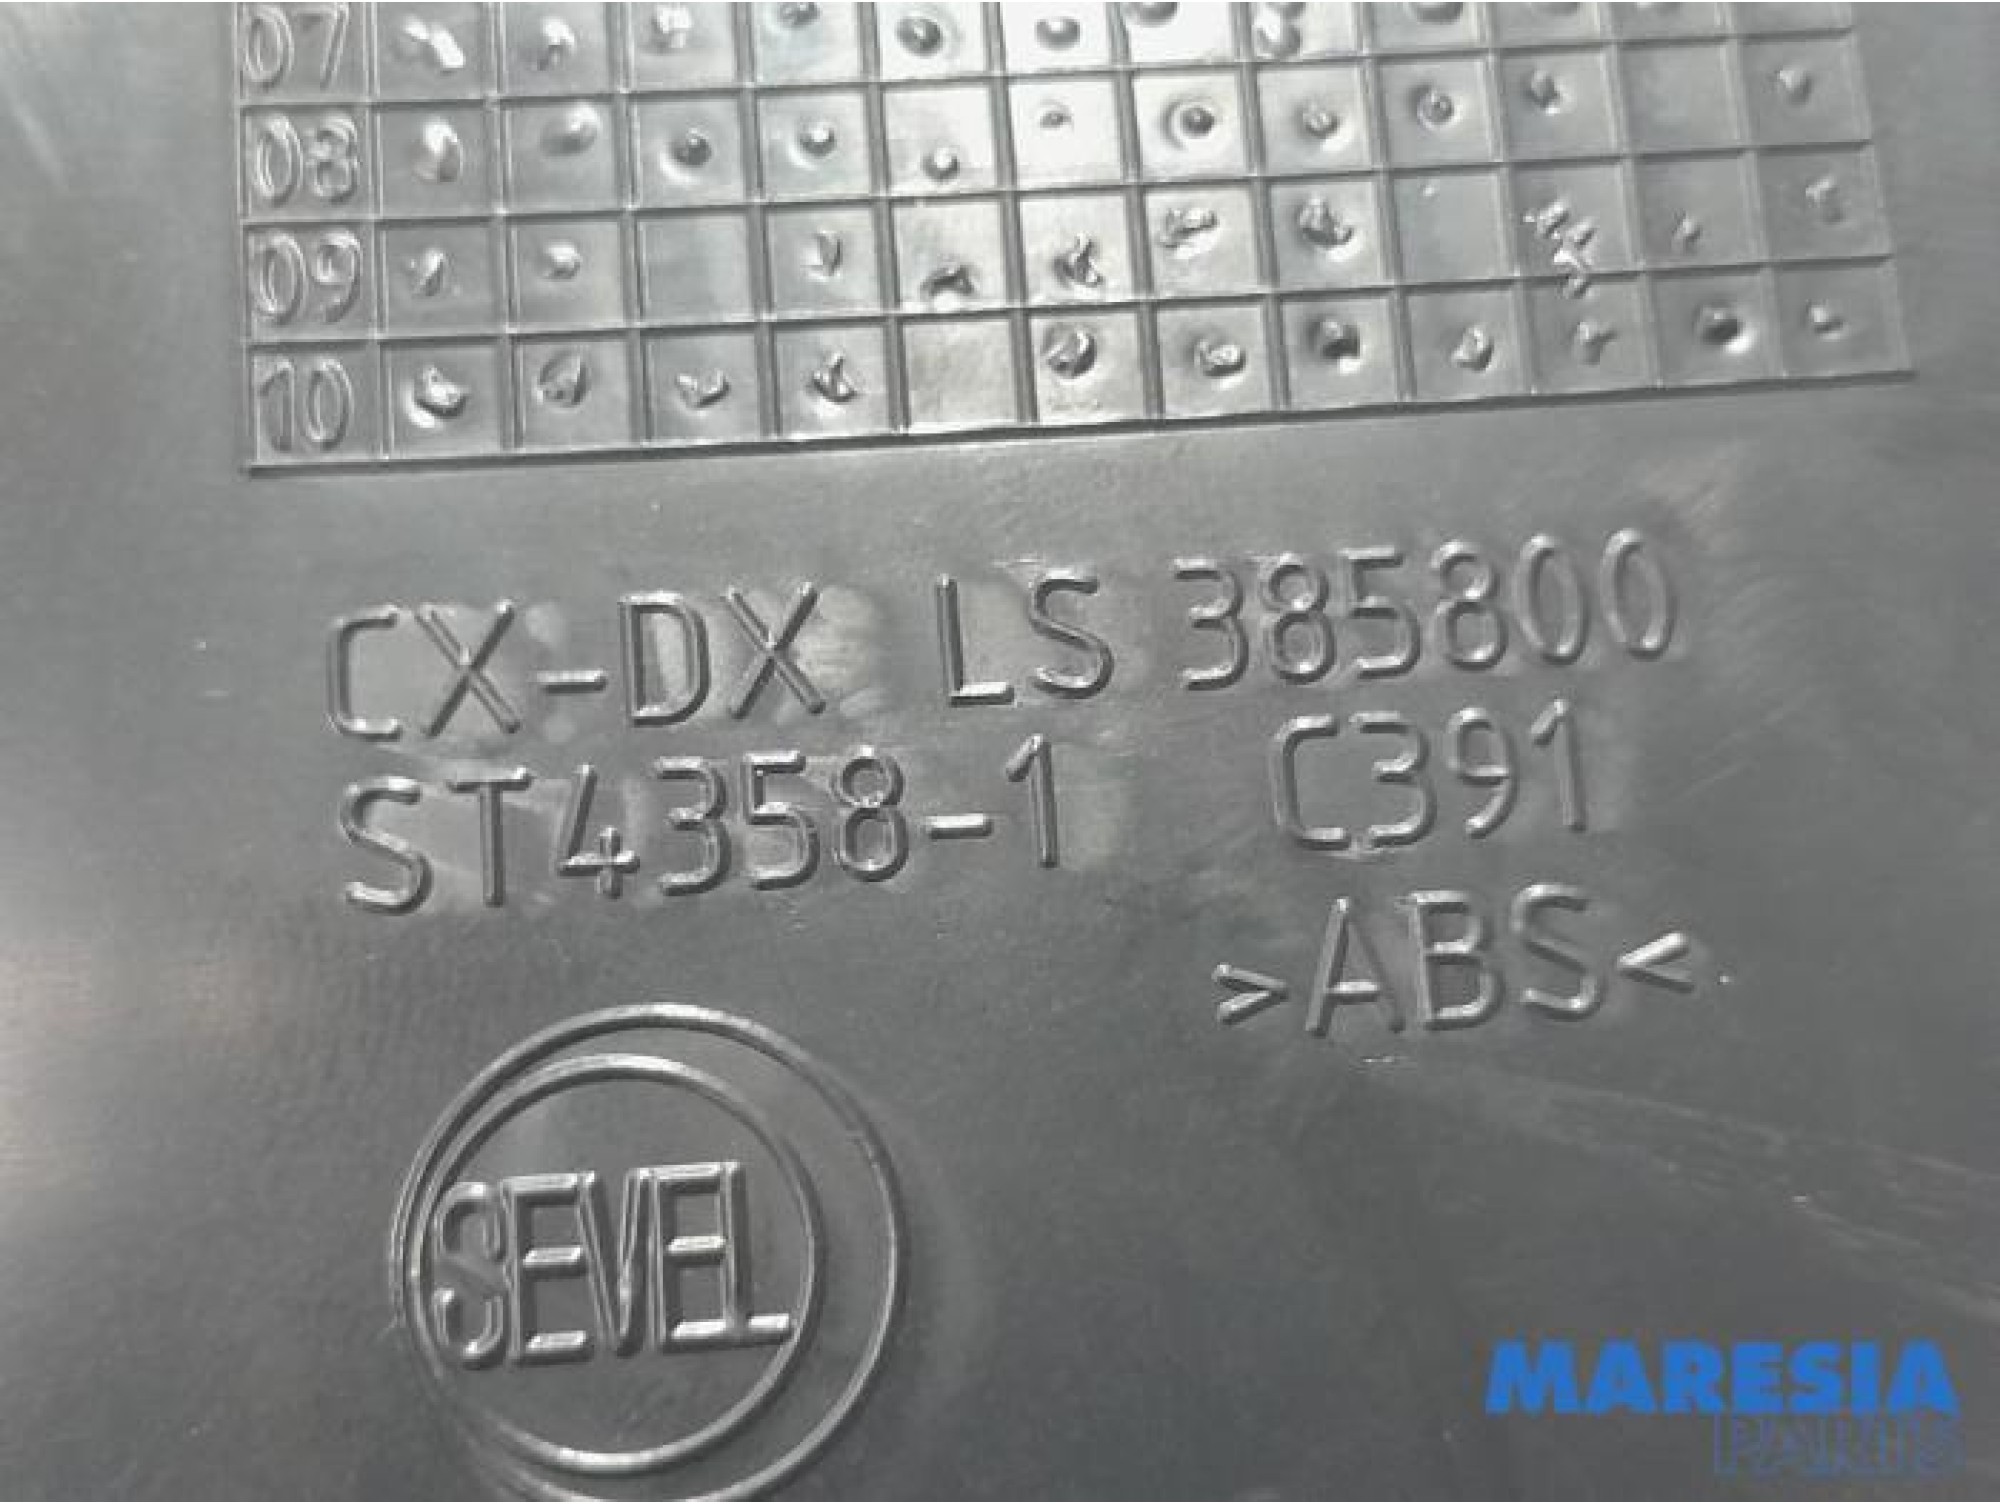 07
08
09
10
CX-DX LS 385800
ST4358-1 C391
>ABS<
SEVEL
MARESIA
PARTS